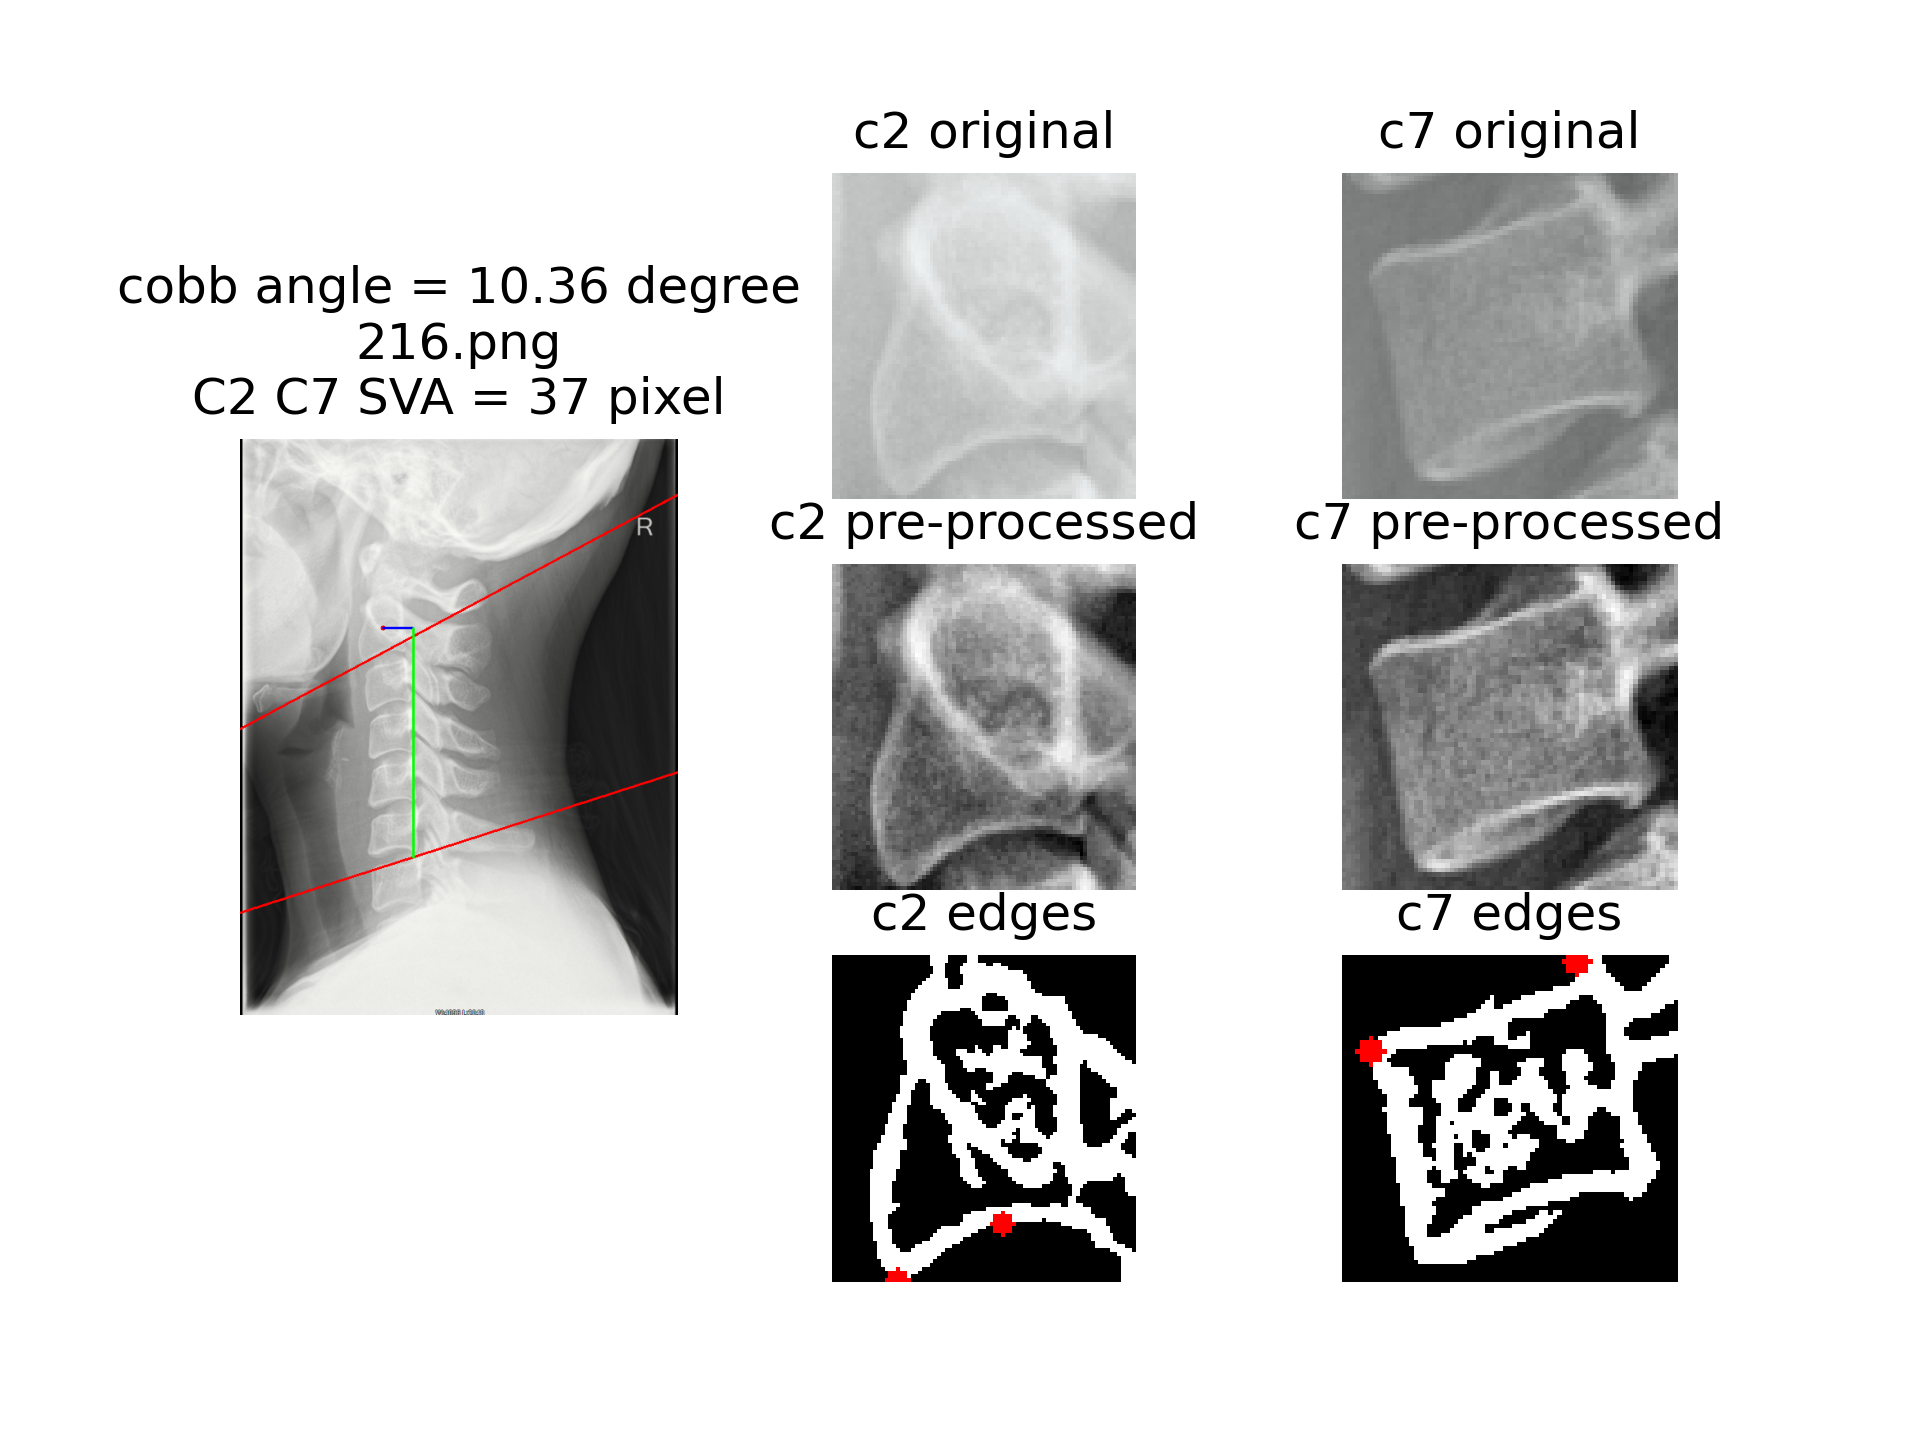 cobb angle = 10.36 degree
216.png
C2 C7 SVA = 37 pixel
R
c2 original
c7 original
c2 pre-processed
c7 pre-processed
c2 edges
c7 edges